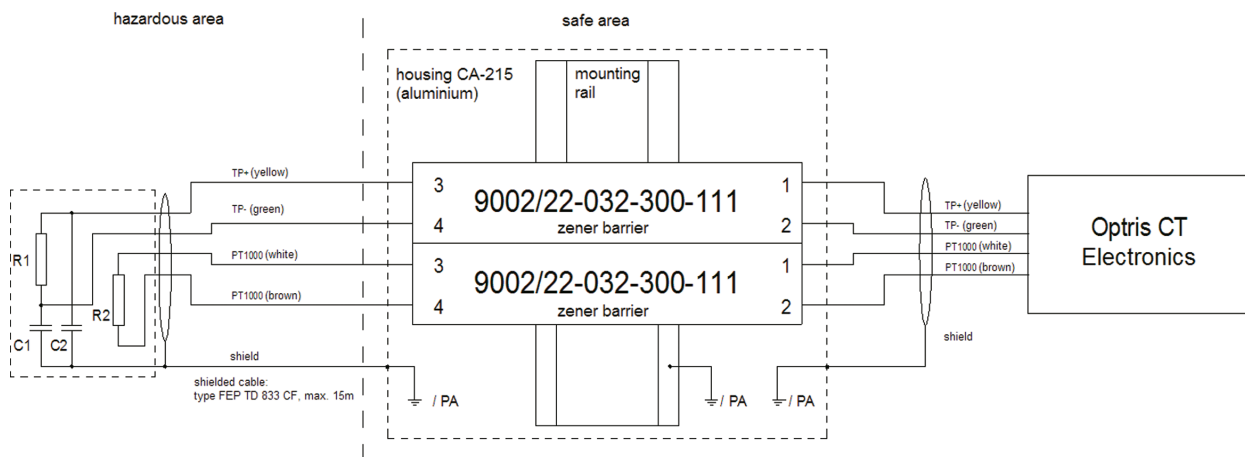 hazardous area
safe area
housing CA-215
(aluminium)
mounting
rail
TP+ (yellow)
3
9002/22-032-300-111
1
TP- (green)
4
zener barrier
2
TP+ (yellow)
TP- (green)
PT1000 (white)
PT1000 (brown)
Optris CT
Electronics
R1
PT1000 (white)
3
9002/22-032-300-111
1
R2
PT1000 (brown)
4
zener barrier
2
C1
C2
shield
shield
shielded cable:
type FEP TD 833 CF, max. 15m
/ PA
/ PA
/ PA